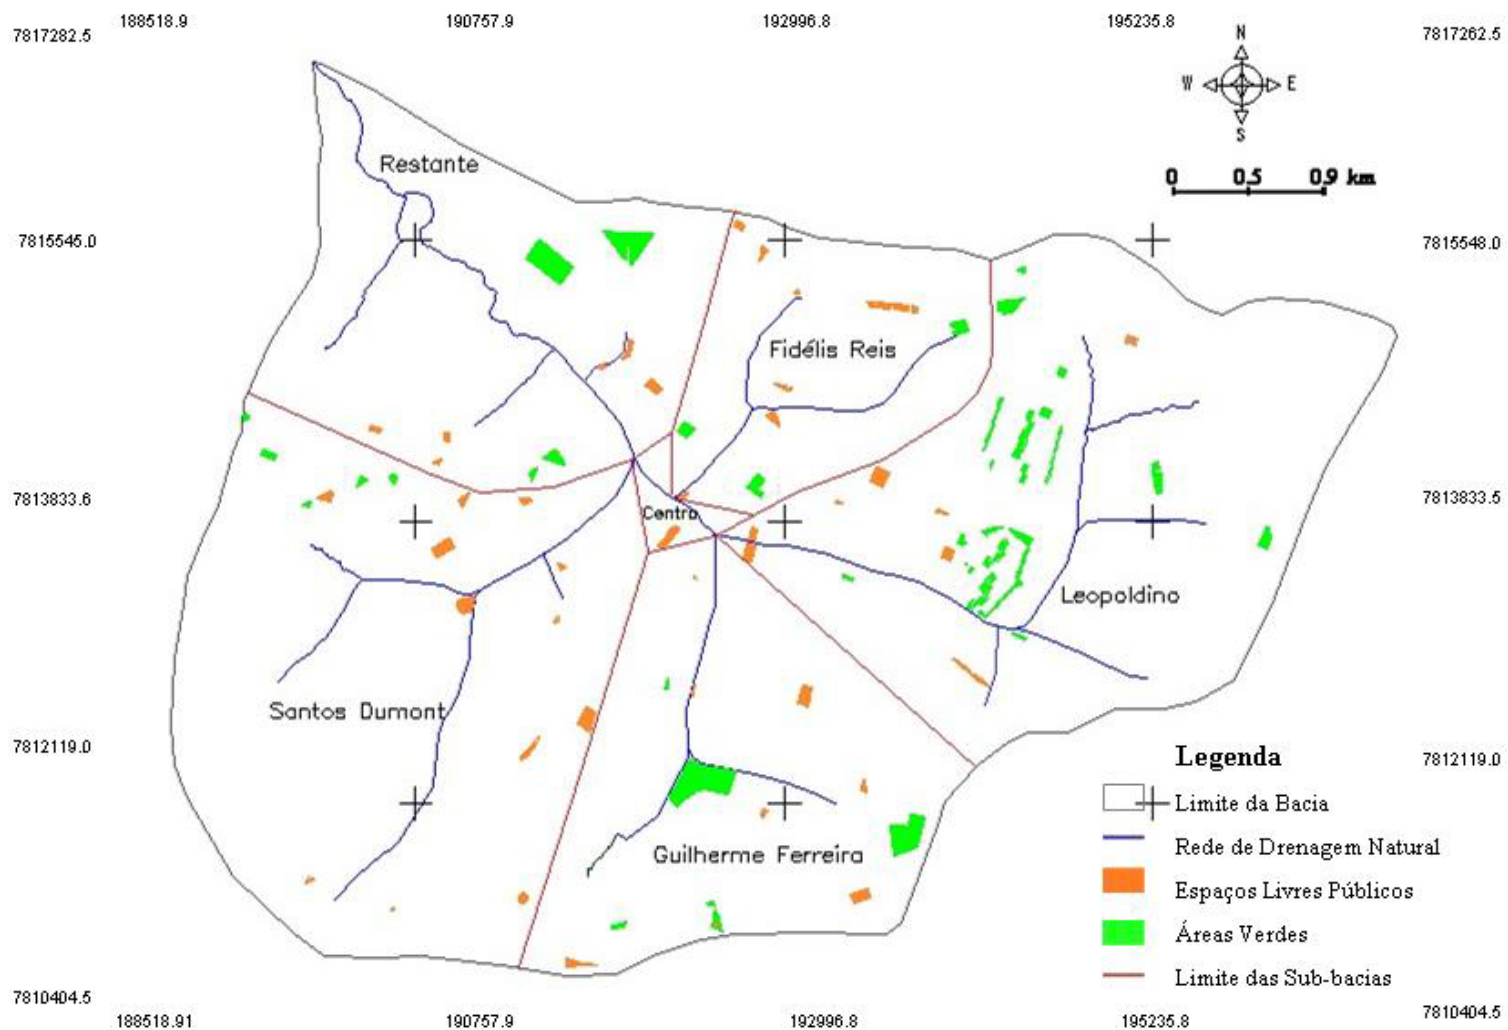 188518.9 190757.9 192996.8 195235.8
7817282.5 7817262.5
N
W E
S
Restante
0 0.5 0.9 km
7815545.0 7815548.0
Fidélis Reis
7813833.6 7813833.5
Centro
Leopoldino
Santos Dumont
7812119.0 7812119.0
Legenda
Limite da Bacia
Rede de Drenagem Natural
Guilherme Ferreira
Espaços Livres Públicos
Áreas Verdes
Limite das Sub-bacias
7810404.5 7810404.5
188518.91 190757.9 192996.8 195235.8